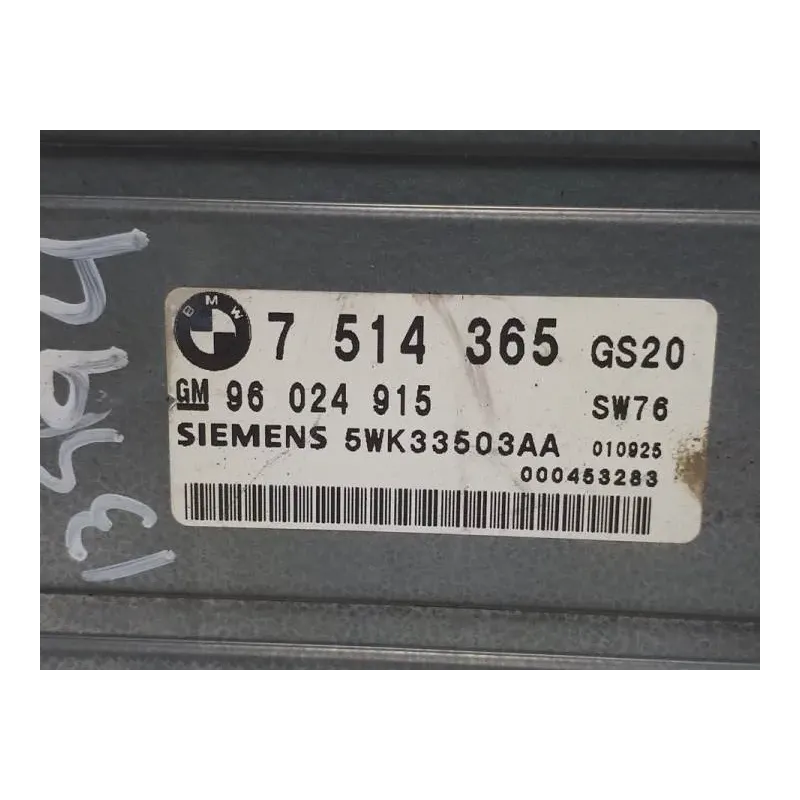 BMW 7 514 365 GS20
GM 96 024 915 SW76
SIEMENS 5WK33503AA 010925
000453283